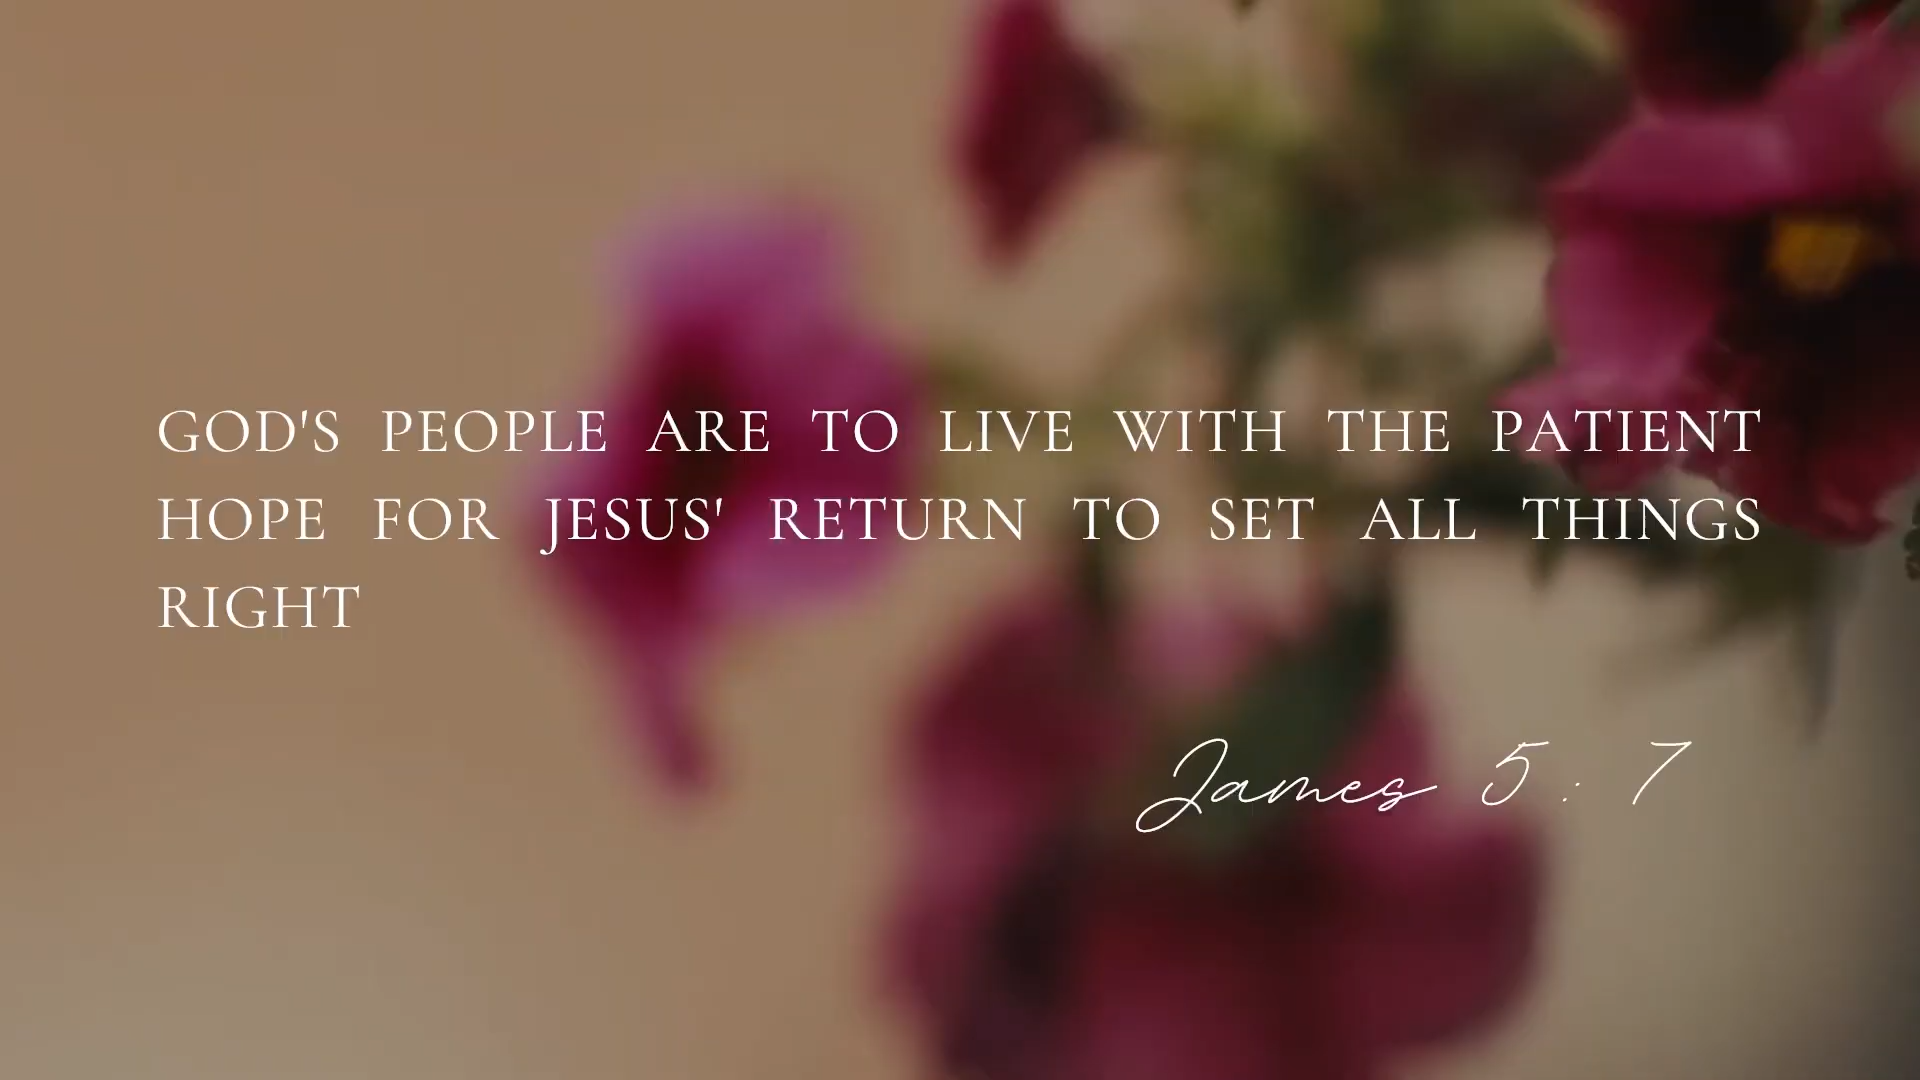 GOD'S PEOPLE ARE TO LIVE WITH THE PATIENT
HOPE FOR JESUS' RETURN TO SET ALL THINGS
RIGHT
James 5 : 7